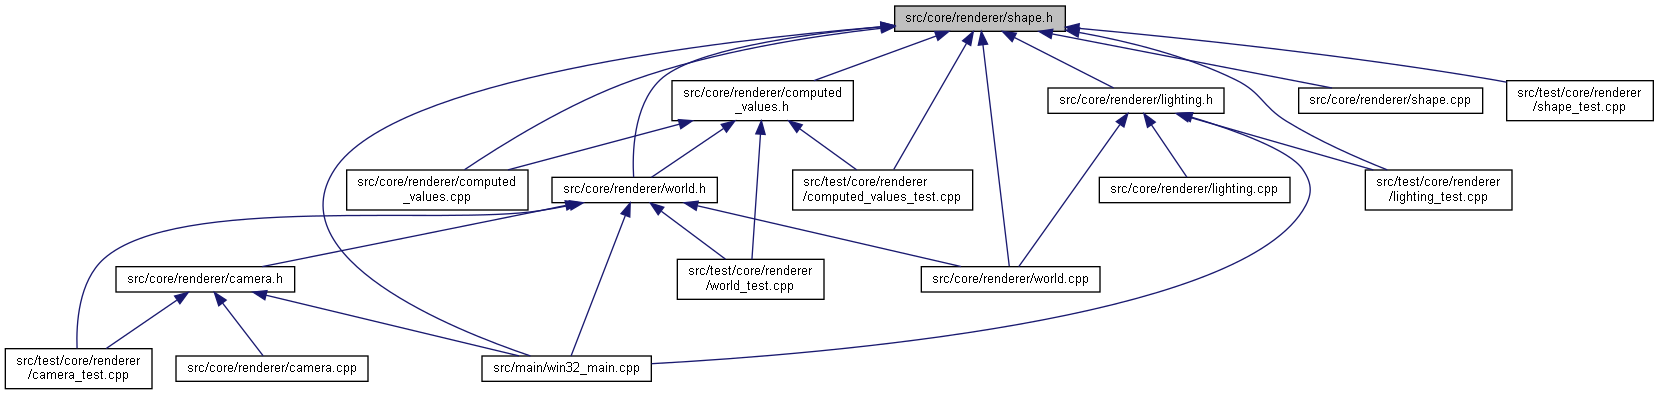 src/core/renderer/shape.h
src/core/renderer/computed
_values.h
src/core/renderer/lighting.h
src/core/renderer/shape.cpp
src/test/core/renderer
/shape_test.cpp
src/core/renderer/computed
_values.cpp
src/core/renderer/world.h
src/test/core/renderer
/computed_values_test.cpp
src/core/renderer/lighting.cpp
src/test/core/renderer
/lighting_test.cpp
src/core/renderer/camera.h
src/test/core/renderer
/world_test.cpp
src/core/renderer/world.cpp
src/test/core/renderer
/camera_test.cpp
src/core/renderer/camera.cpp
src/main/win32_main.cpp